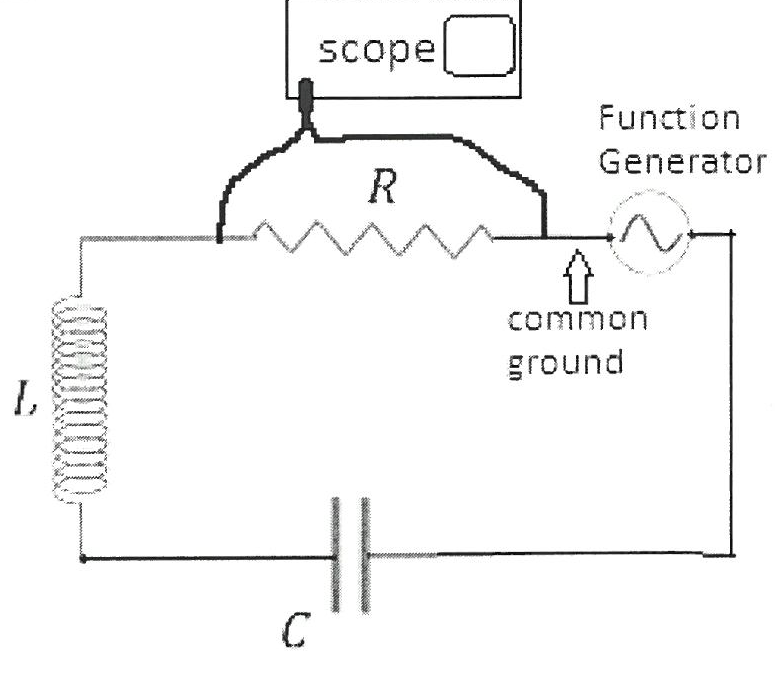 scope
Function
Generator
R
common
ground
L
C